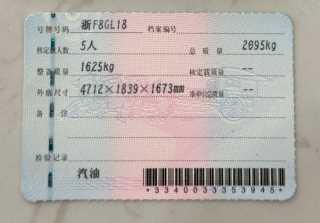 号牌号码 浙F8GL18 档案编号
核定载人数 5人 总质量 2095kg
整备质量 1625kg 核定载质量 --
外廓尺寸 4712×1839×1673mm 准牵引总质量 --
备注
检验记录
汽油
*3340033353945*